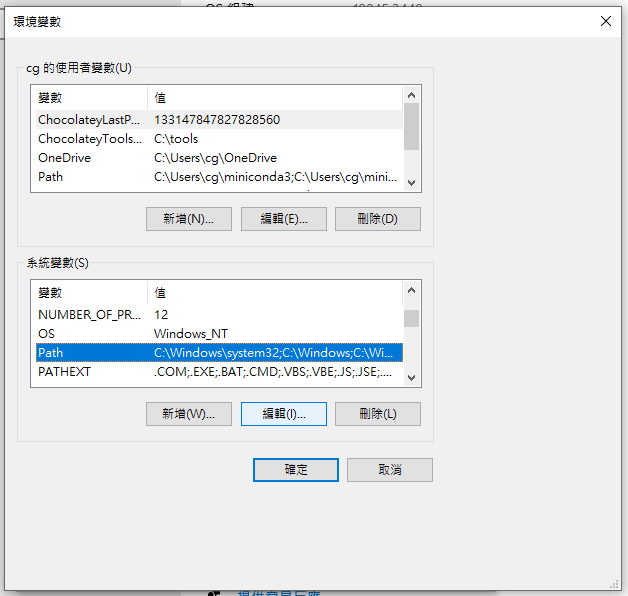 環境變數
cg 的使用者變數(U)
變數 值
ChocolateyLastP... 133147847827828560
ChocolateyTools... C:\tools
OneDrive C:\Users\cg\OneDrive
Path C:\Users\cg\miniconda3;C:\Users\cg\mini...
新增(N)... 編輯(E)... 刪除(D)
系統變數(S)
變數 值
NUMBER_OF_PR... 12
OS Windows_NT
Path C:\Windows\system32;C:\Windows;C:\Wi...
PATHEXT .COM;.EXE;.BAT;.CMD;.VBS;.VBE;.JS;.JSE;....
新增(W)... 編輯(I)... 刪除(L)
確定 取消